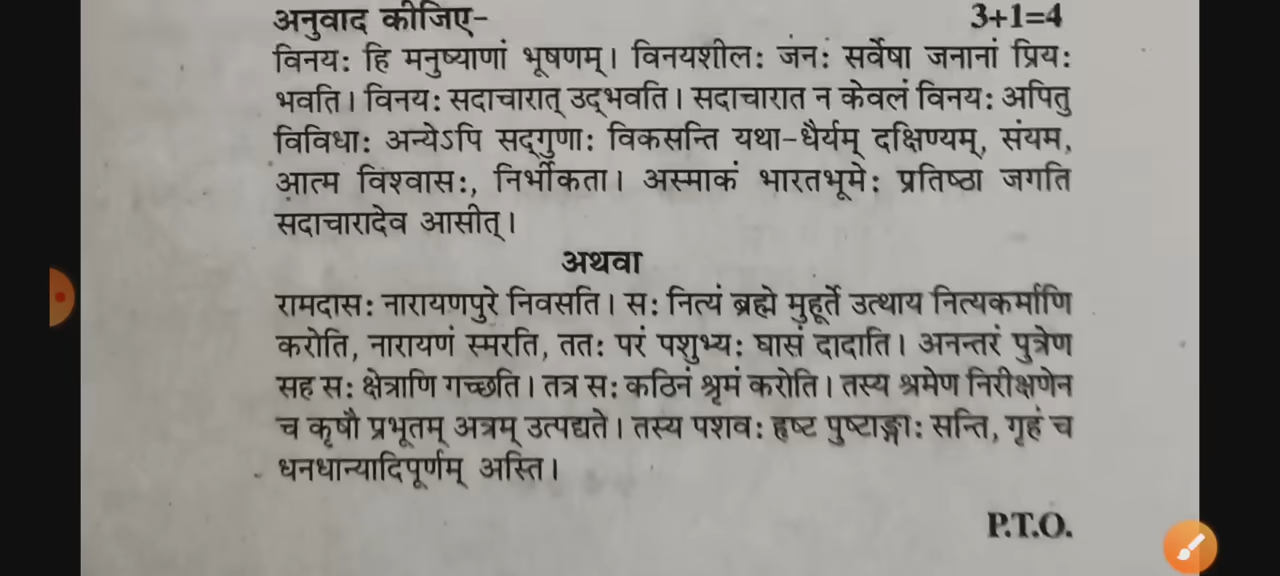 अनुवाद कीजिए- 3+1=4
विनयः हि मनुष्याणां भूषणम्। विनयशीलः जनः सर्वेषा जनानां प्रियः
भवति। विनयः सदाचारात् उद्भवति। सदाचारात न केवलं विनयः अपितु
विविधाः अन्येऽपि सद्गुणाः विकसन्ति यथा-धैर्यम् दक्षिण्यम्, संयम,
आत्म विश्वासः, निर्भीकता। अस्माकं भारतभूमेः प्रतिष्ठा जगति
सदाचारादेव आसीत्।
अथवा
रामदासः नारायणपुरे निवसति। सः नित्यं ब्रह्मे मुहूर्ते उत्थाय नित्यकर्माणि
करोति, नारायणं स्मरति, ततः परं पशुभ्यः घासं दादाति। अनन्तरं पुत्रेण
सह सः क्षेत्राणि गच्छति। तत्र सः कठिनं श्रृमं करोति। तस्य श्रमेण निरीक्षणेन
च कृषौ प्रभूतम् अत्रम् उत्पद्यते। तस्य पशवः हृष्ट पुष्टाङ्गाः सन्ति, गृहं च
धनधान्यादिपूर्णम् अस्ति।
P.T.O.